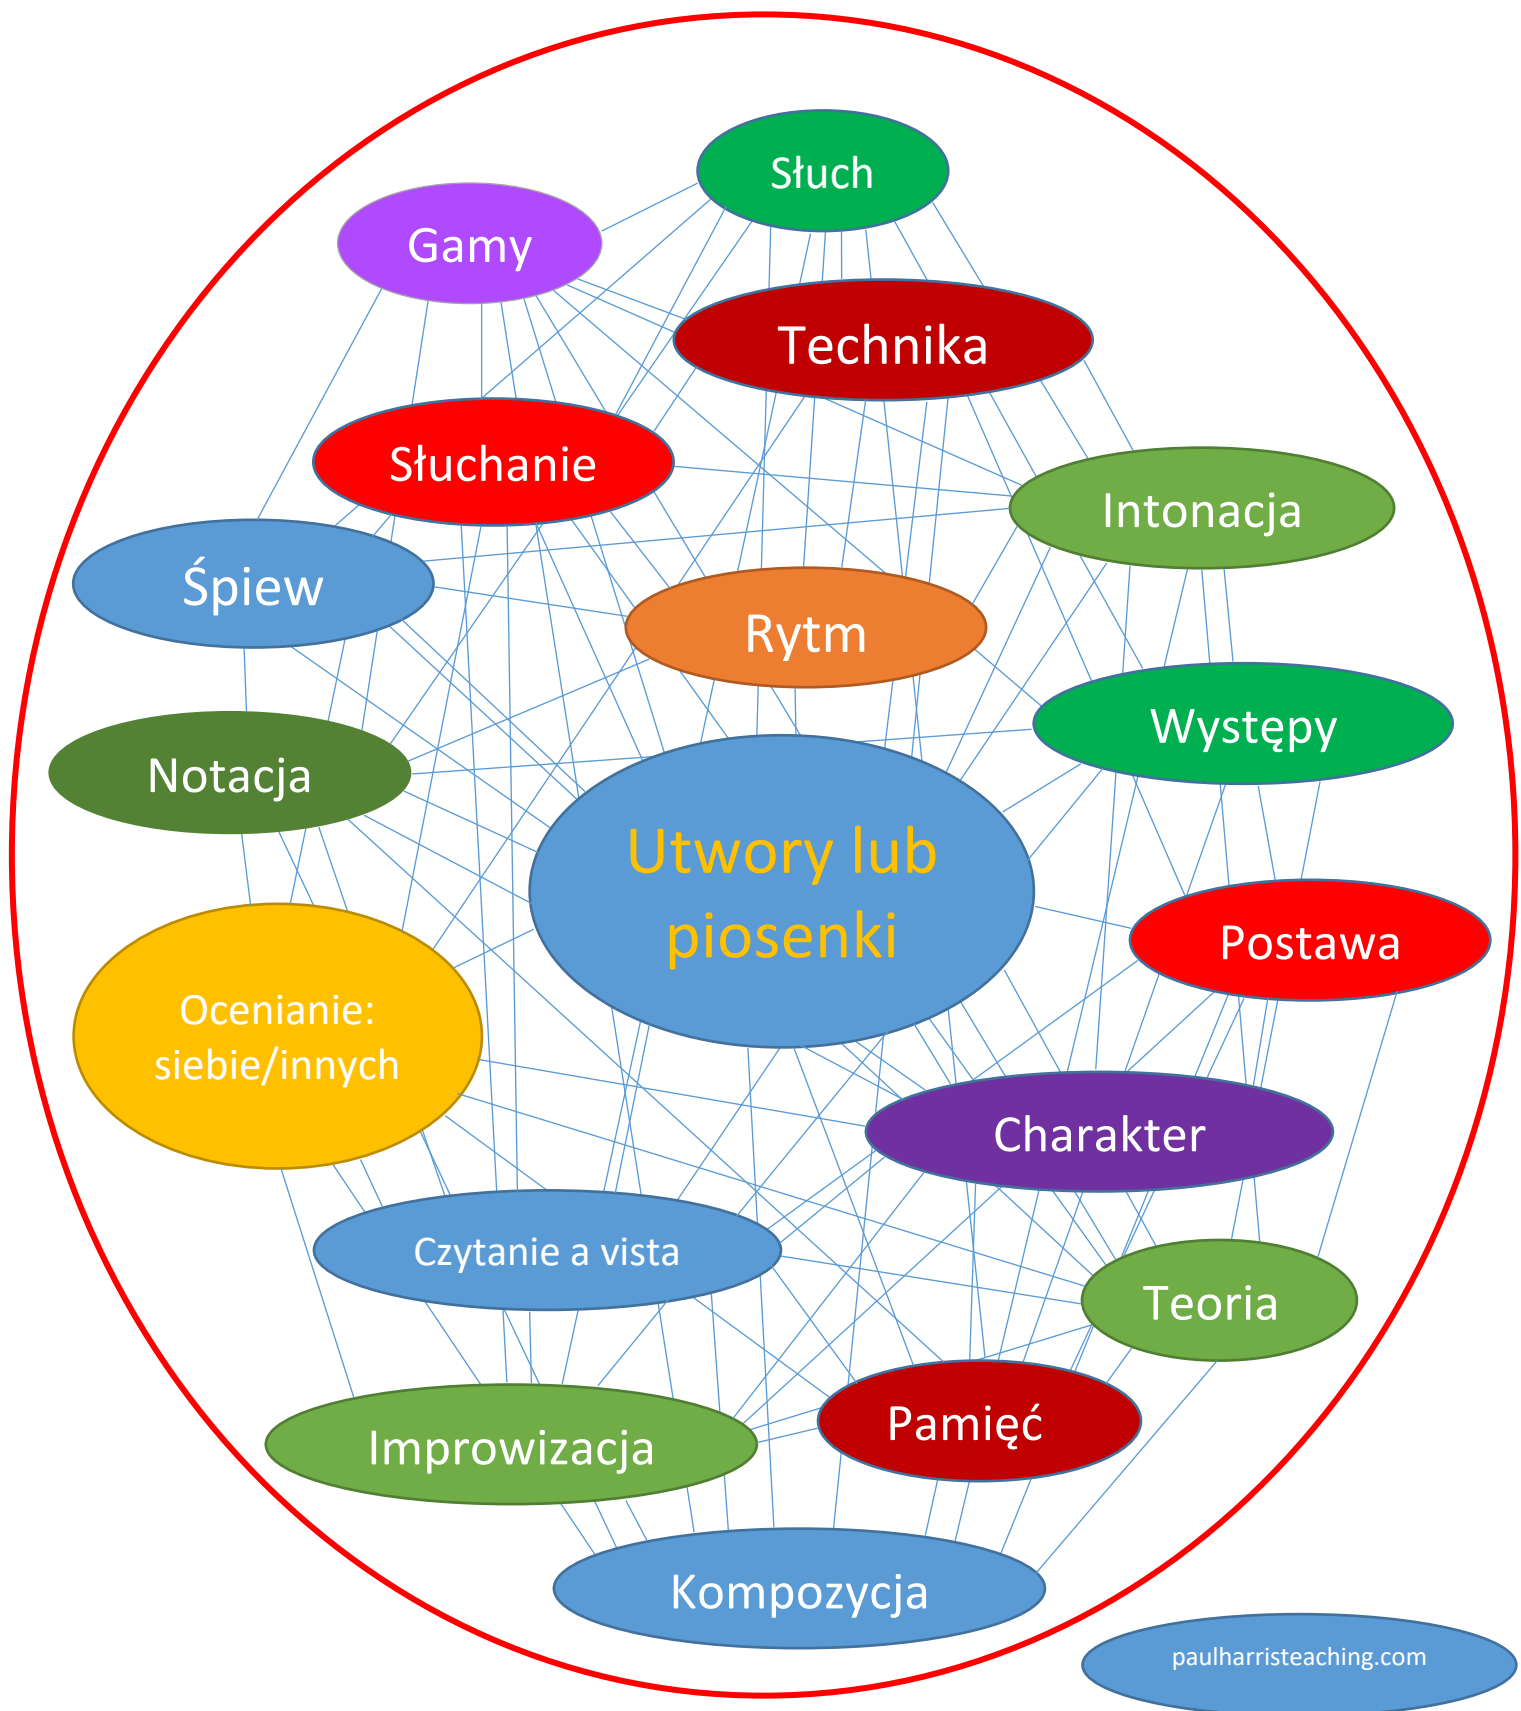 Słuch
Gamy
Technika
Słuchanie
Intonacja
Śpiew
Rytm
Występy
Notacja
Utwory lub
piosenki
Postawa
Ocenianie:
siebie/innych
Charakter
Czytanie a vista
Teoria
Pamięć
Improwizacja
Kompozycja
paulharristeaching.com